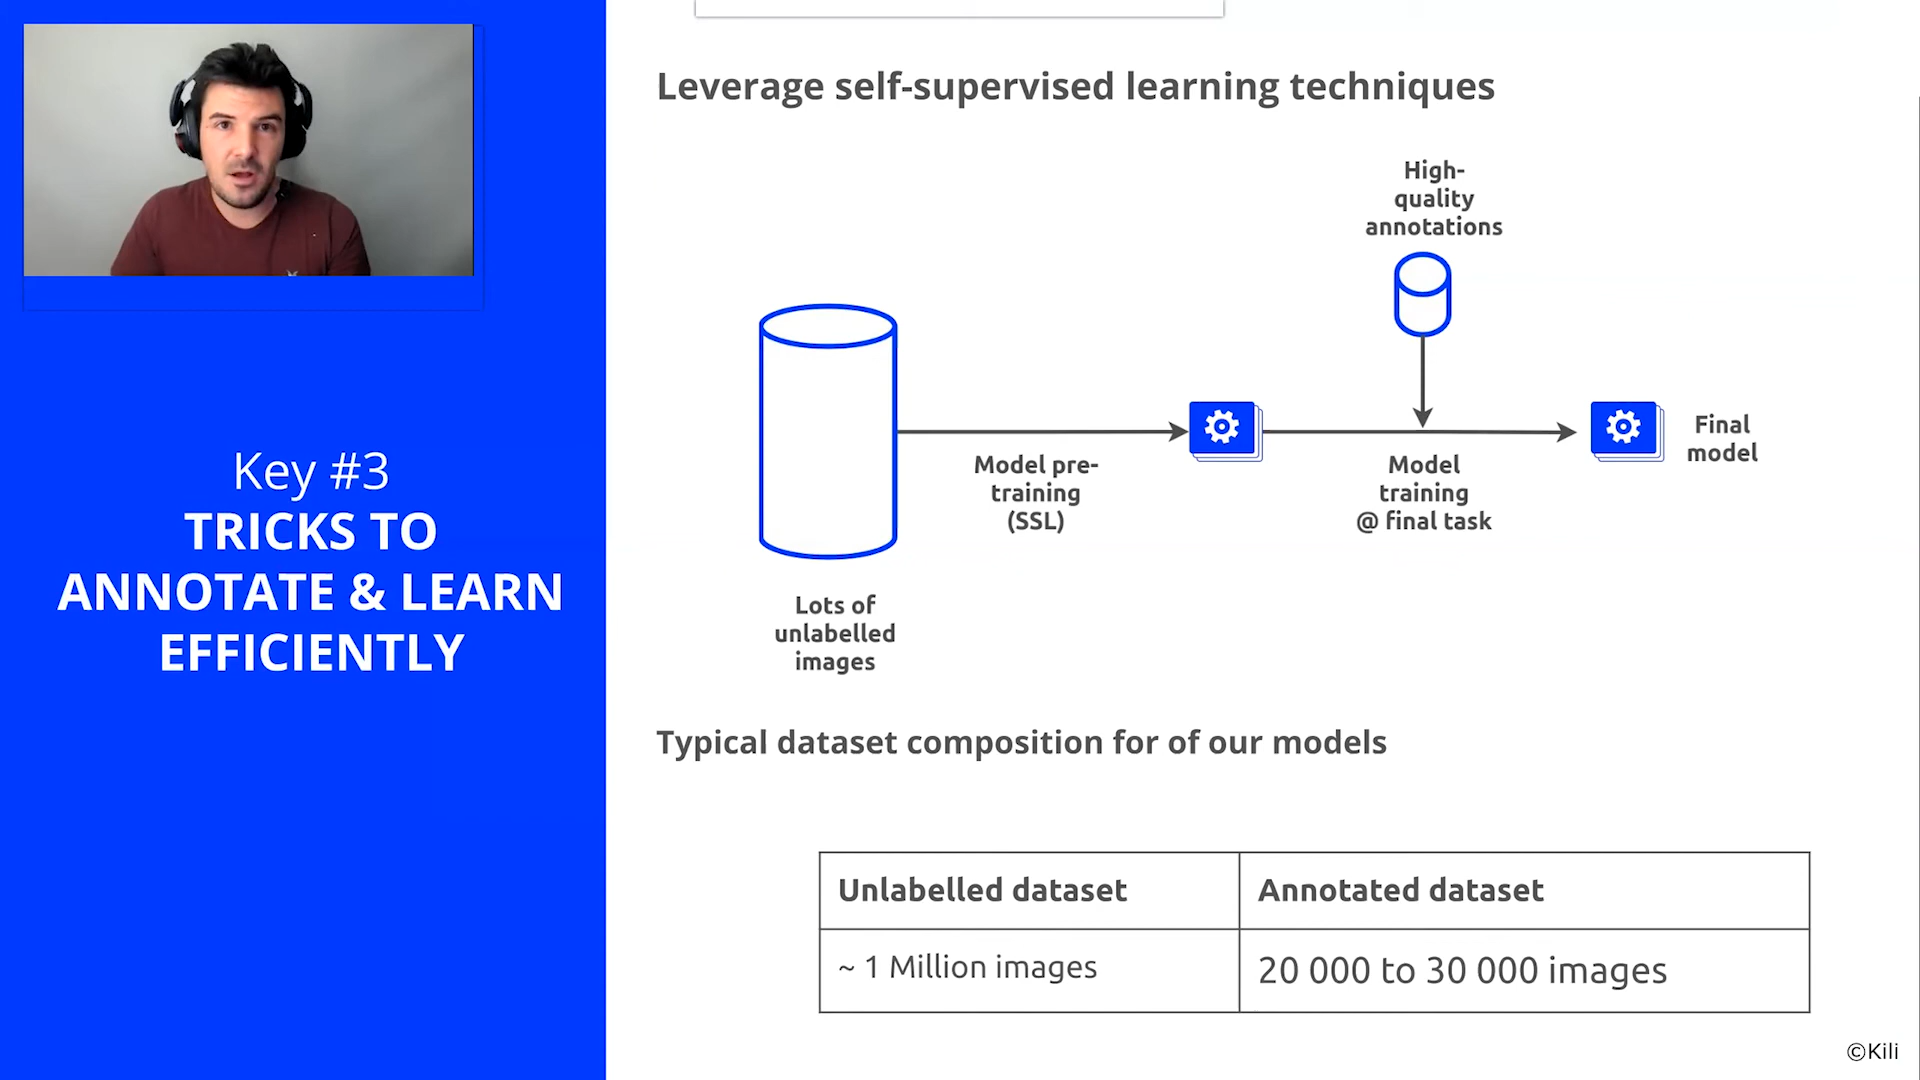 Key #3
TRICKS TO
ANNOTATE & LEARN
EFFICIENTLY
Leverage self-supervised learning techniques
High-
quality
annotations
Model pre-
training
(SSL)
Model
training
@ final task
Final
model
Lots of
unlabelled
images
Typical dataset composition for of our models
Unlabelled dataset
Annotated dataset
~ 1 Million images
20 000 to 30 000 images
©Kili